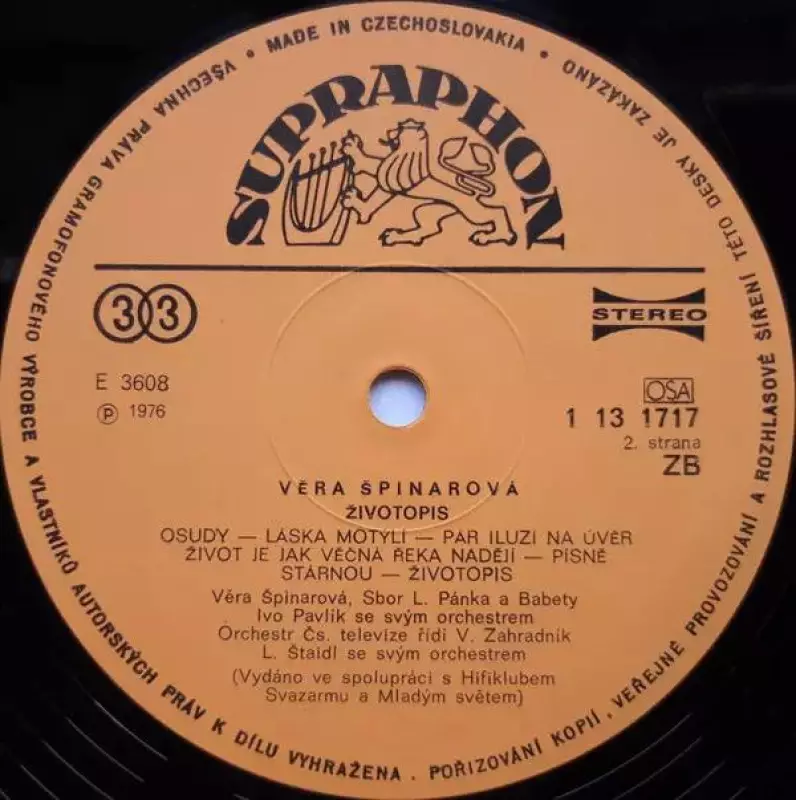 MADE IN CZECHOSLOVAKIA •
SUPRAPHON
33
STEREO
E 3608
℗ 1976
OSA
1 13 1717
2. strana
ZB
VĚRA ŠPINAROVÁ
ŽIVOTOPIS
OSUDY — LÁSKA MOTÝLÍ — PÁR ILUZÍ NA ÚVĚR
ŽIVOT JE JAK VĚČNÁ ŘEKA NADĚJÍ — PÍSNĚ
STÁRNOU — ŽIVOTOPIS
Věra Špinarová, Sbor L. Pánka a Babety
Ivo Pavlík se svým orchestrem
Orchestr Čs. televize řídí V. Zahradník
L. Štaidl se svým orchestrem
(Vydáno ve spolupráci s Hifiklubem
Svazarmu a Mladým světem)
• VŠECHNA PRÁVA GRAMOFONOVÉHO VÝROBCE A VLASTNÍKŮ AUTORSKÝCH PRÁV K DÍLU VYHRAŽENA . POŘIZOVÁNÍ KOPIÍ , VEŘEJNÉ PROVOZOVÁNÍ A ROZHLASOVÉ ŠÍŘENÍ TÉTO DESKY JE ZAKÁZÁNO